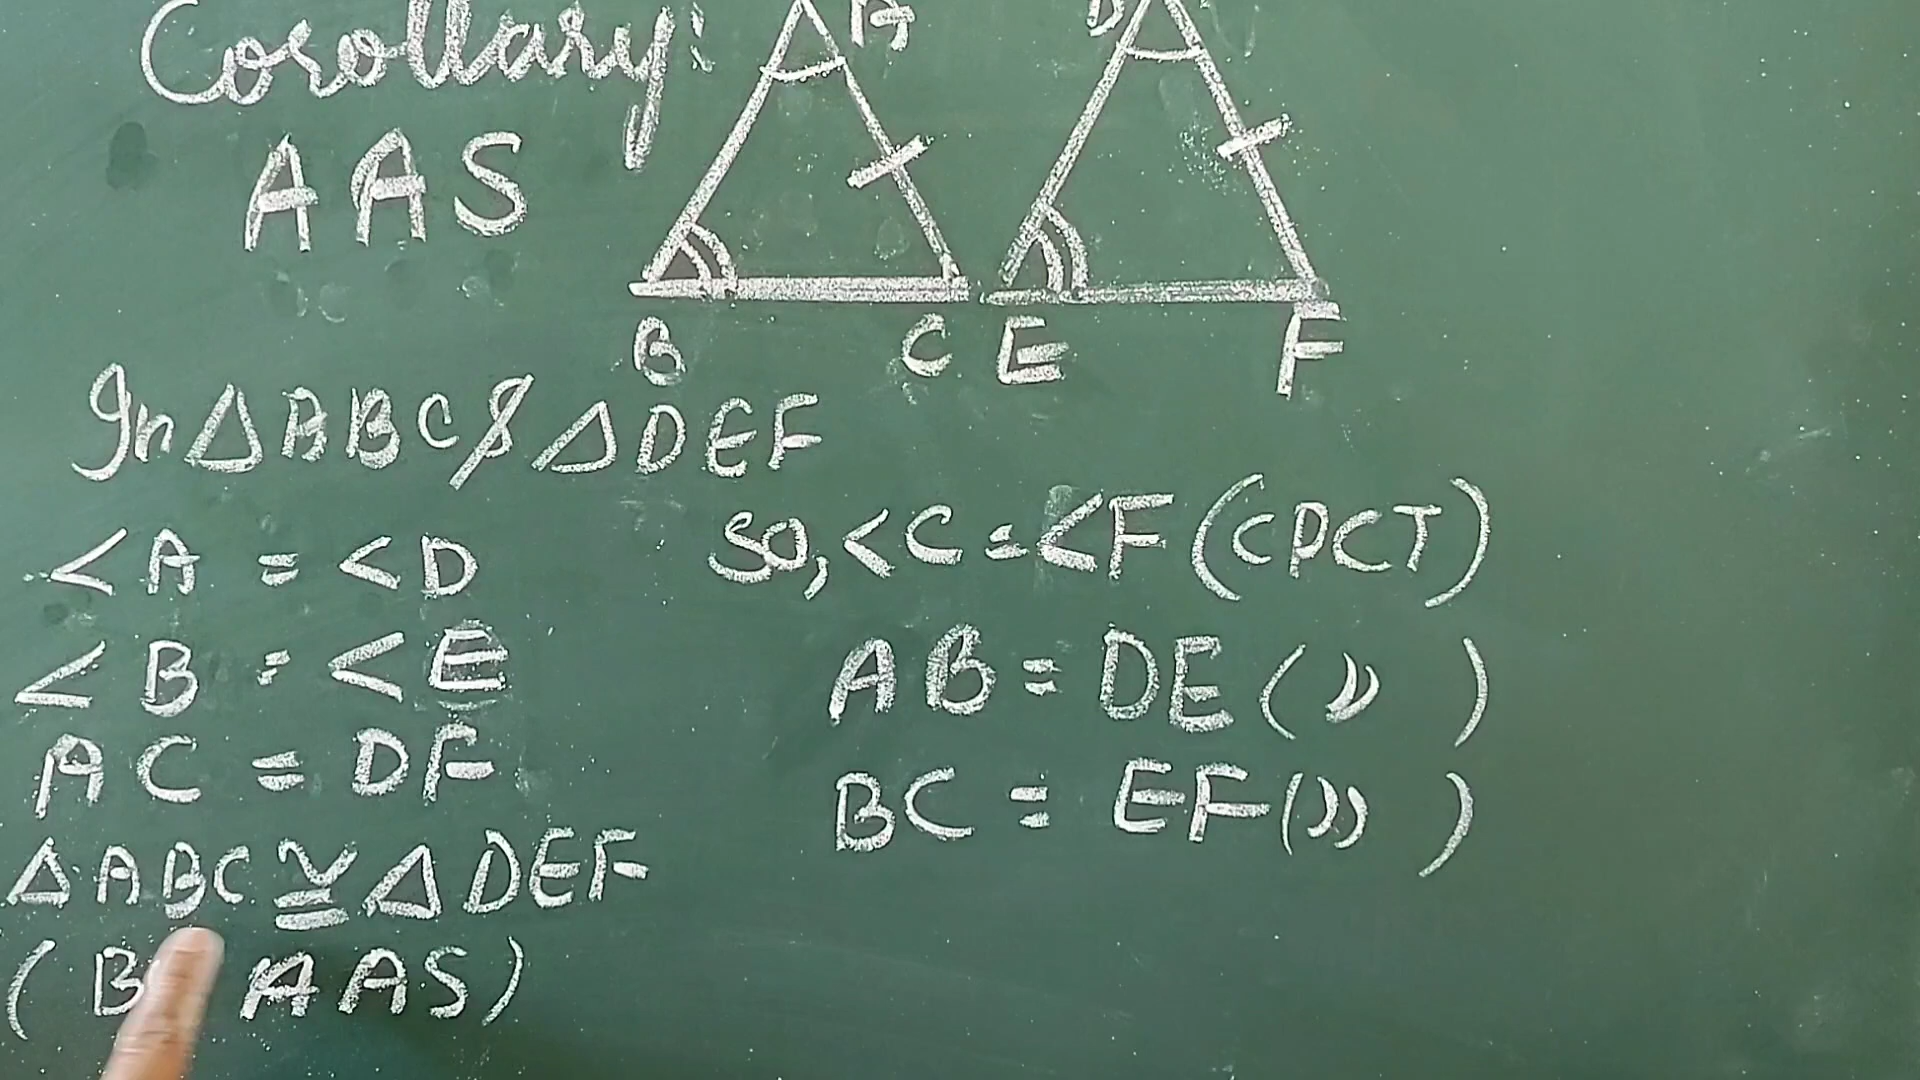 Corollary:
AAS
A
D
B
C
E
F
In △ABC & △DEF
<A = <D
<B = <E
AC = DF
△ABC ≅ △DEF
(B AAS)
So, <C = <F (CPCT)
AB = DE ( )) )
BC = EF ( )) )